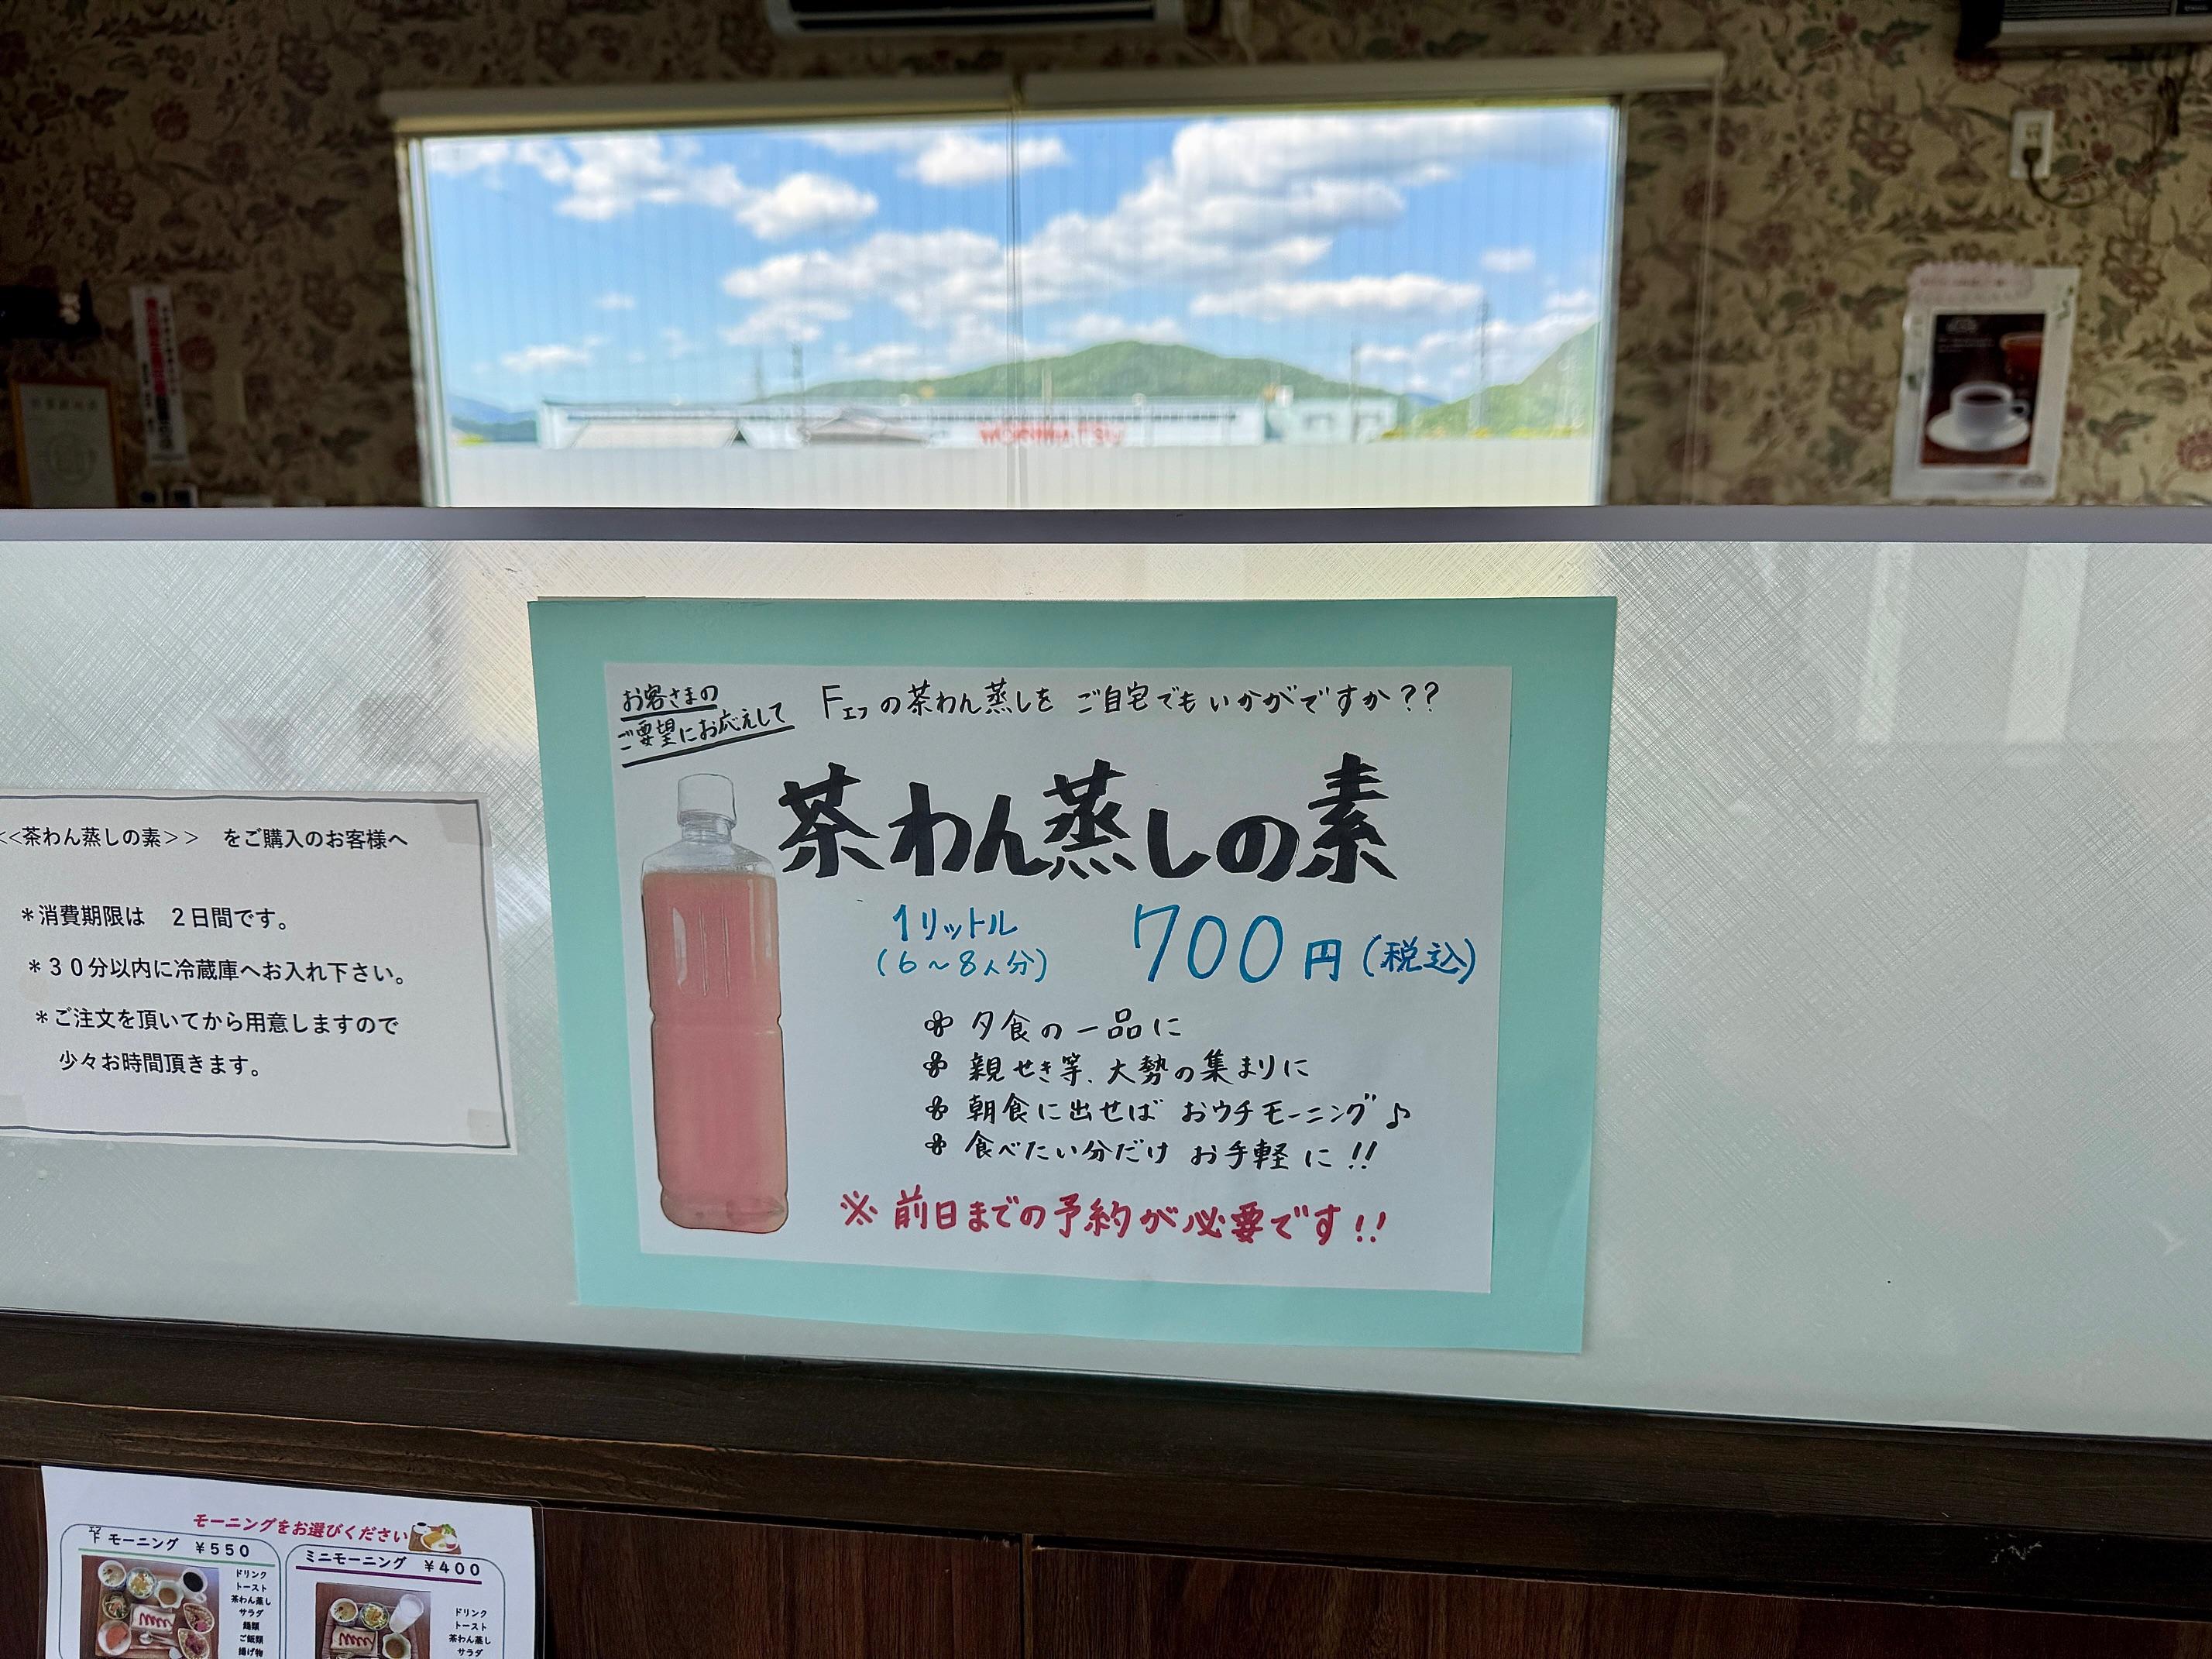 お客さまの
ご要望にお応えして
Fエフの茶わん蒸しを ご自宅でもいかがですか??
茶わん蒸しの素
1リットル
(6～8人分)
700円(税込)
夕食の一品に
親せき等、大勢の集まりに
朝食に出せば おウチモーニング♪
食べたい分だけ お手軽に!!
※前日までの予約が必要です!!
<<茶わん蒸しの素>> をご購入のお客様へ
＊消費期限は 2日間です。
＊30分以内に冷蔵庫へお入れ下さい。
＊ご注文を頂いてから用意しますので
少々お時間頂きます。
モーニングをお選びください
Fエフ モーニング ¥550
ドリンク
トースト
茶わん蒸し
サラダ
麺類
ご飯類
揚げ物
ミニモーニング ¥400
ドリンク
トースト
茶わん蒸し
サラダ